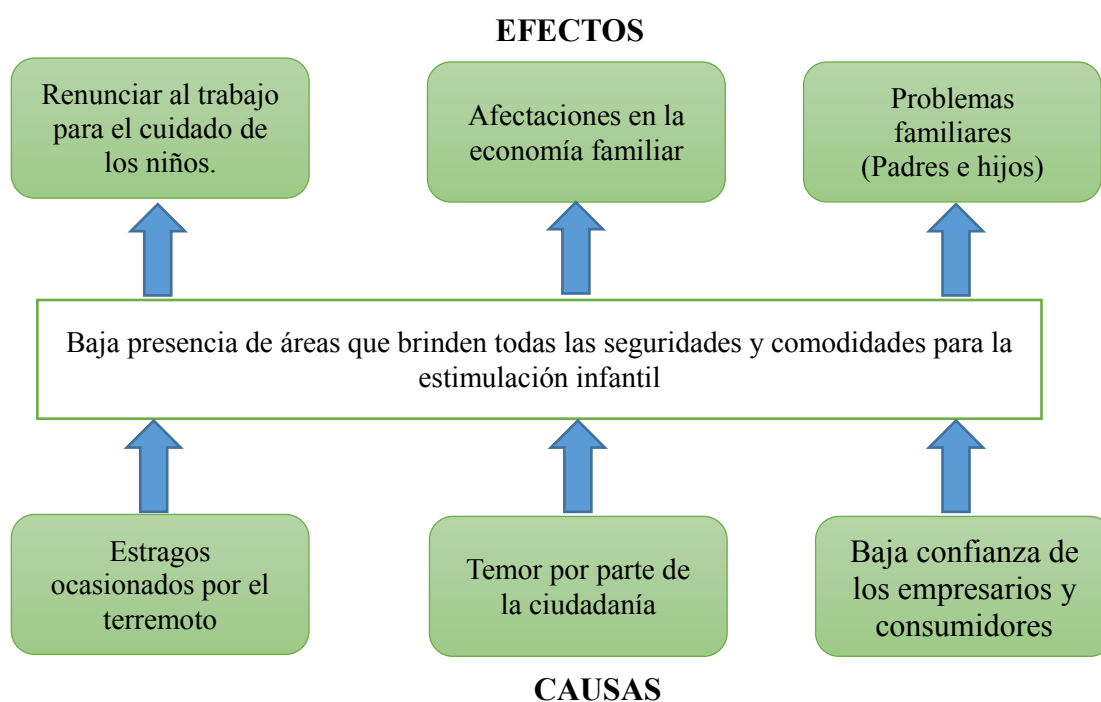 EFECTOS
Renunciar al trabajo
para el cuidado de
los niños.
Afectaciones en la
economía familiar
Problemas
familiares
(Padres e hijos)
Baja presencia de áreas que brinden todas las seguridades y comodidades para la
estimulación infantil
Estragos
ocasionados por el
terremoto
Temor por parte de
la ciudadanía
Baja confianza de
los empresarios y
consumidores
CAUSAS